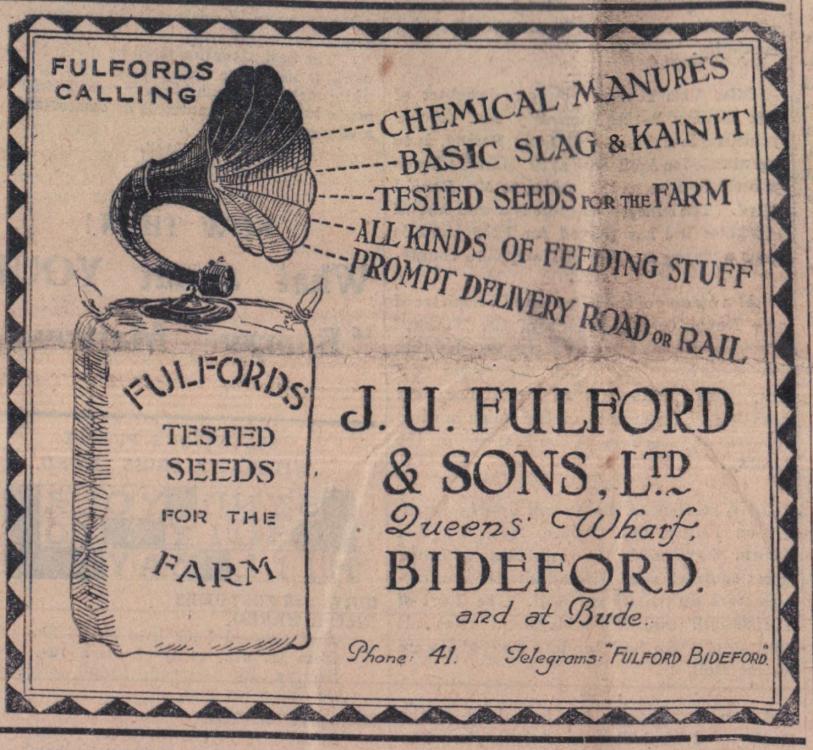 FULFORDS
CALLING
CHEMICAL MANURES
BASIC SLAG & KAINIT
TESTED SEEDS FOR THE FARM
ALL KINDS OF FEEDING STUFF
PROMPT DELIVERY ROAD OR RAIL
FULFORDS'
TESTED
SEEDS
FOR THE
FARM
J. U. FULFORD
& SONS, LTD
Queens' Wharf,
BIDEFORD.
and at Bude.
Phone: 41. Telegrams: "FULFORD BIDEFORD."